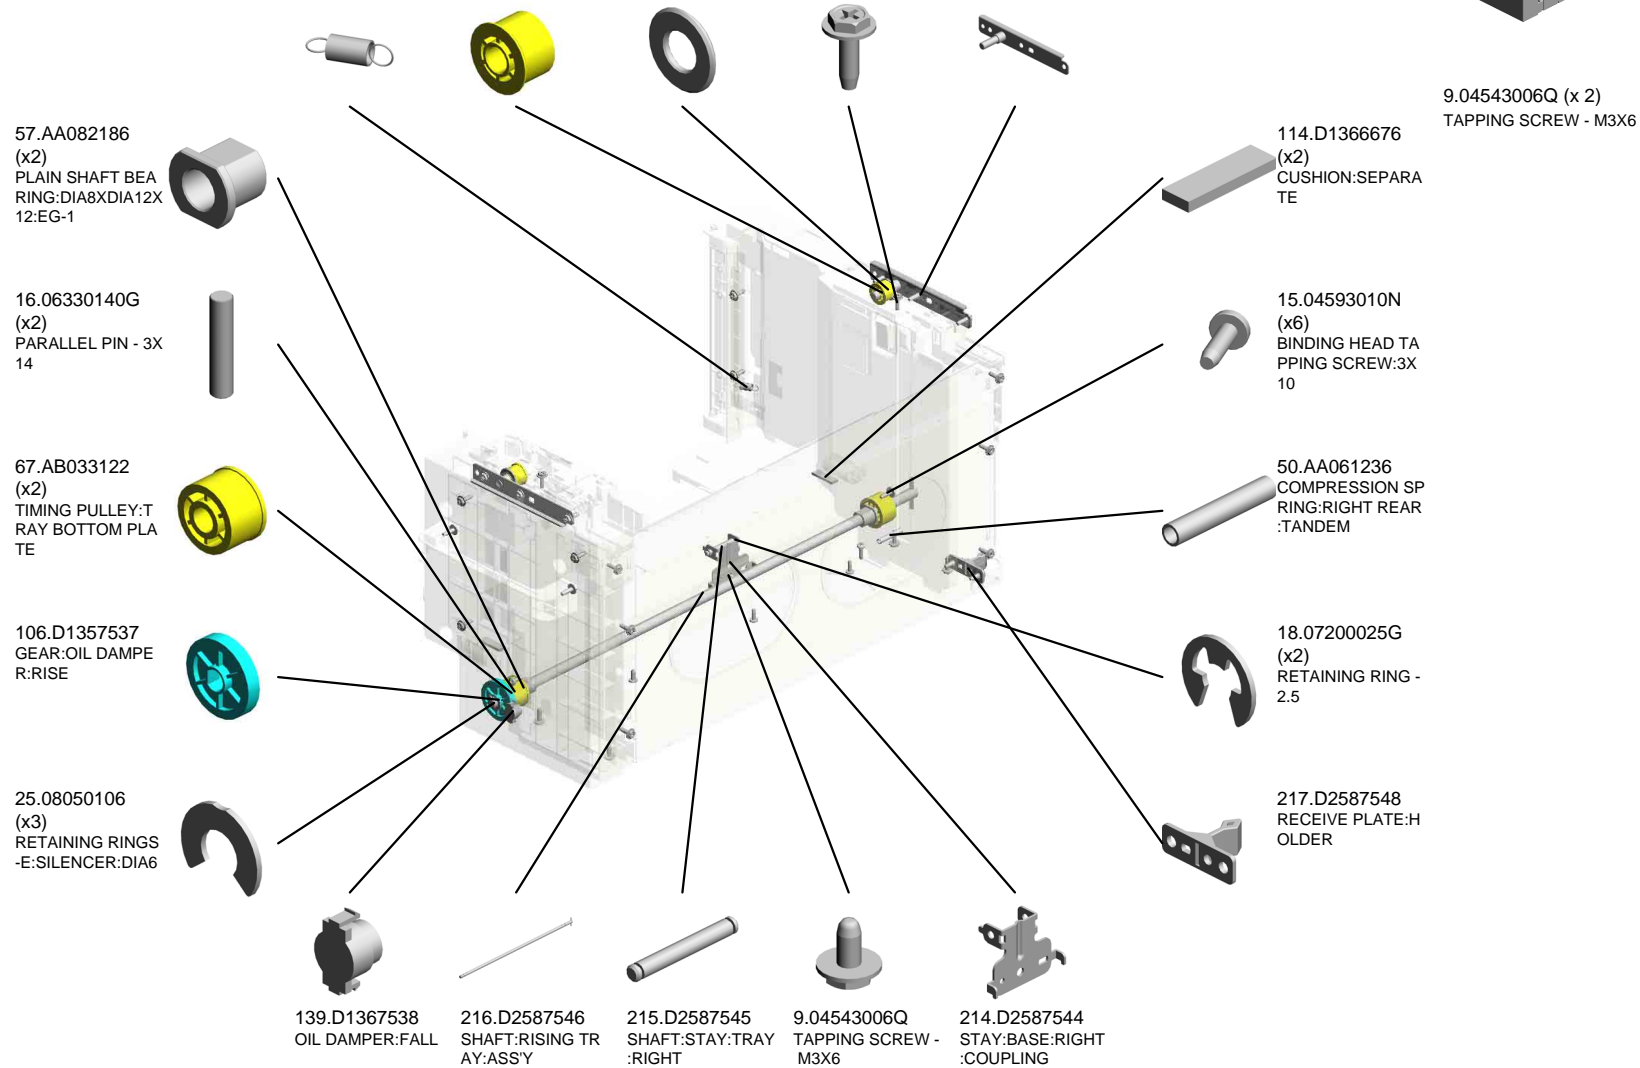 9.04543006Q (x 2)
TAPPING SCREW - M3X6
57.AA082186
(x2)
PLAIN SHAFT BEA
RING:DIA8XDIA12X
12:EG-1
16.06330140G
(x2)
PARALLEL PIN - 3X
14
67.AB033122
(x2)
TIMING PULLEY:T
RAY BOTTOM PLA
TE
106.D1357537
GEAR:OIL DAMPE
R:RISE
25.08050106
(x3)
RETAINING RINGS
-E:SILENCER:DIA6
114.D1366676
(x2)
CUSHION:SEPARA
TE
15.04593010N
(x6)
BINDING HEAD TA
PPING SCREW:3X
10
50.AA061236
COMPRESSION SP
RING:RIGHT REAR
:TANDEM
18.07200025G
(x2)
RETAINING RING -
2.5
217.D2587548
RECEIVE PLATE:H
OLDER
139.D1367538
OIL DAMPER:FALL
216.D2587546
SHAFT:RISING TR
AY:ASS'Y
215.D2587545
SHAFT:STAY:TRAY
:RIGHT
9.04543006Q
TAPPING SCREW -
M3X6
214.D2587544
STAY:BASE:RIGHT
:COUPLING